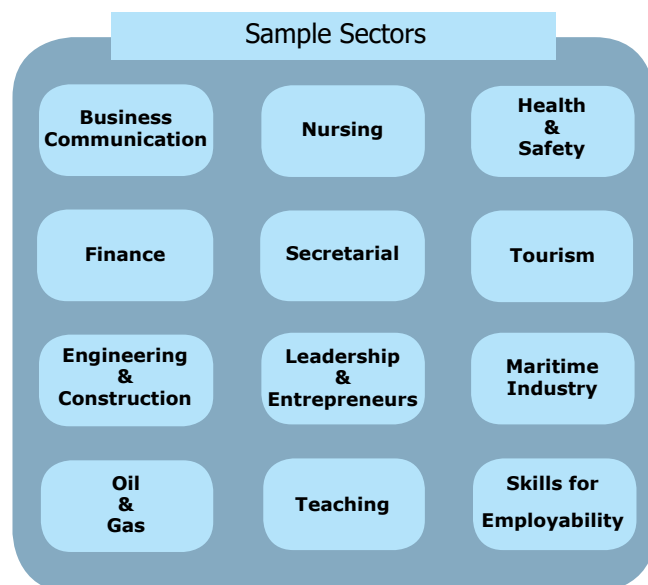 Sample Sectors
Business
Communication
Nursing
Health
&
Safety
Finance
Secretarial
Tourism
Engineering
&
Construction
Leadership
&
Entrepreneurs
Maritime
Industry
Oil
&
Gas
Teaching
Skills for
Employability